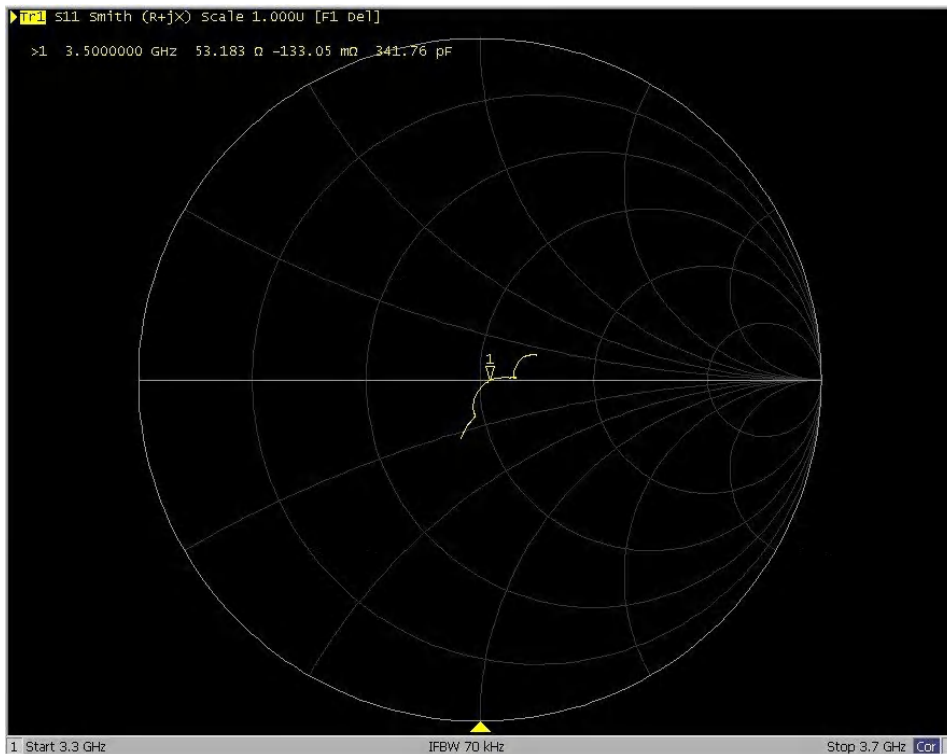 Tr1 S11 Smith (R+jX) Scale 1.000U [F1 Del]
>1 3.5000000 GHz 53.183 Ω -133.05 mΩ 341.76 pF
1
1 Start 3.3 GHz IFBW 70 kHz Stop 3.7 GHz Cor